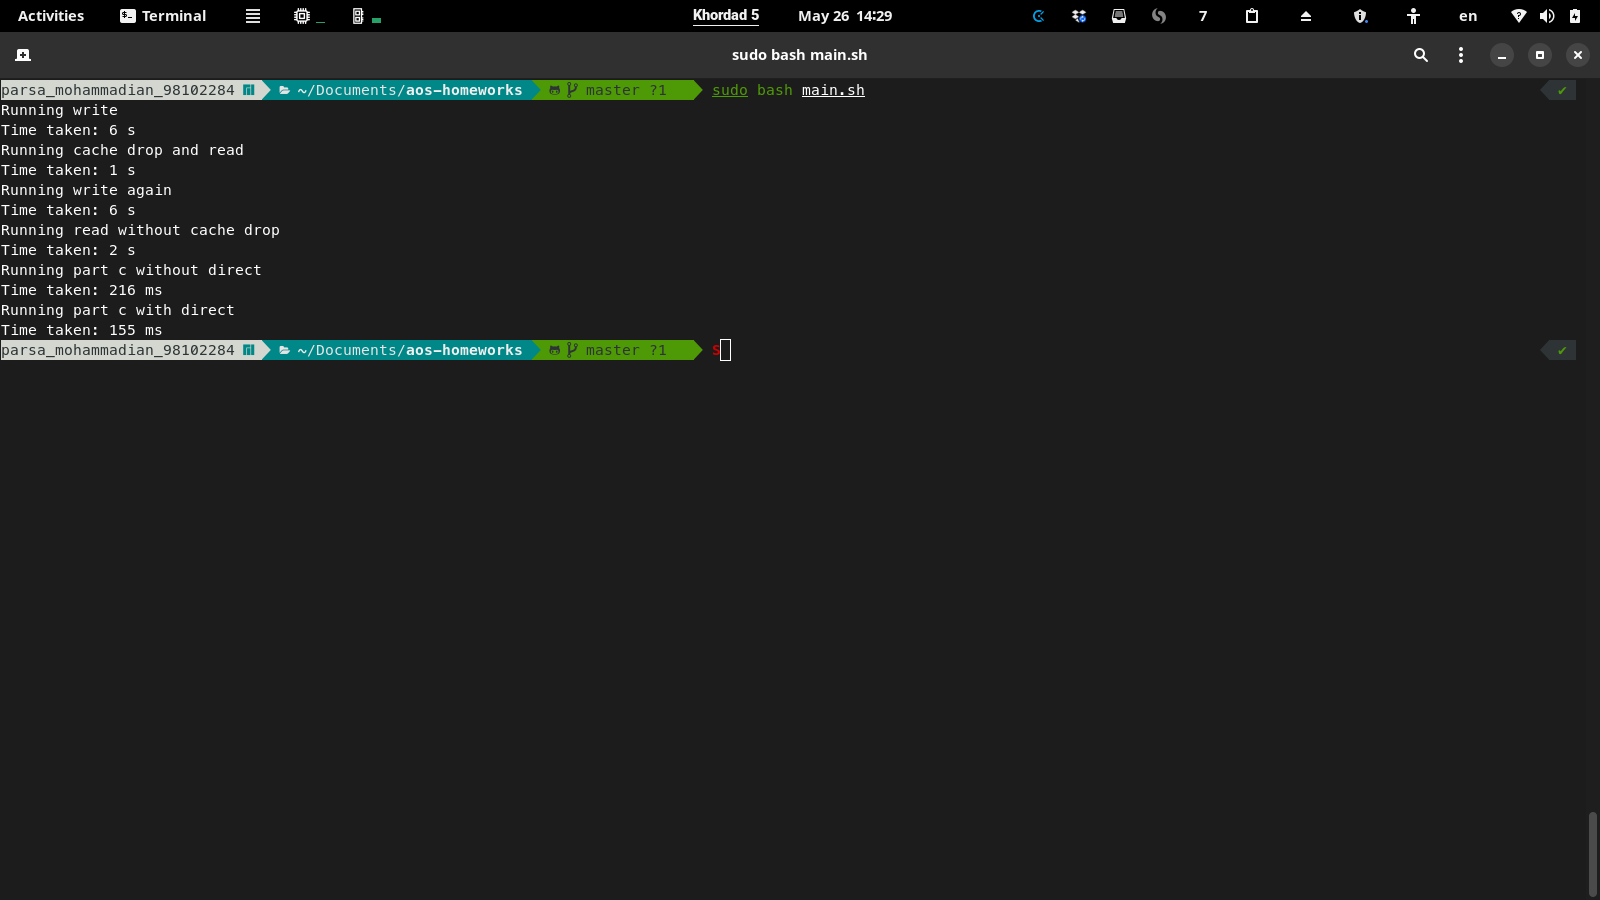 Activities Terminal Khordad 5 May 26 14:29 7 en
sudo bash main.sh
parsa_mohammadian_98102284 ~/Documents/aos-homeworks master ?1 sudo bash main.sh ✔
Running write
Time taken: 6 s
Running cache drop and read
Time taken: 1 s
Running write again
Time taken: 6 s
Running read without cache drop
Time taken: 2 s
Running part c without direct
Time taken: 216 ms
Running part c with direct
Time taken: 155 ms
parsa_mohammadian_98102284 ~/Documents/aos-homeworks master ?1 s ✔